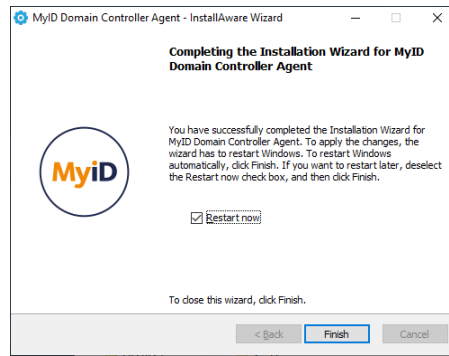 MyID Domain Controller Agent - InstallAware Wizard
Completing the Installation Wizard for MyID
Domain Controller Agent
You have successfully completed the Installation Wizard for
MyID Domain Controller Agent. To apply the changes, the
wizard has to restart Windows. To restart Windows
automatically, click Finish. If you want to restart later, deselect
the Restart now check box, and then click Finish.
MyiD
Restart now
To close this wizard, click Finish.
< Back Finish Cancel